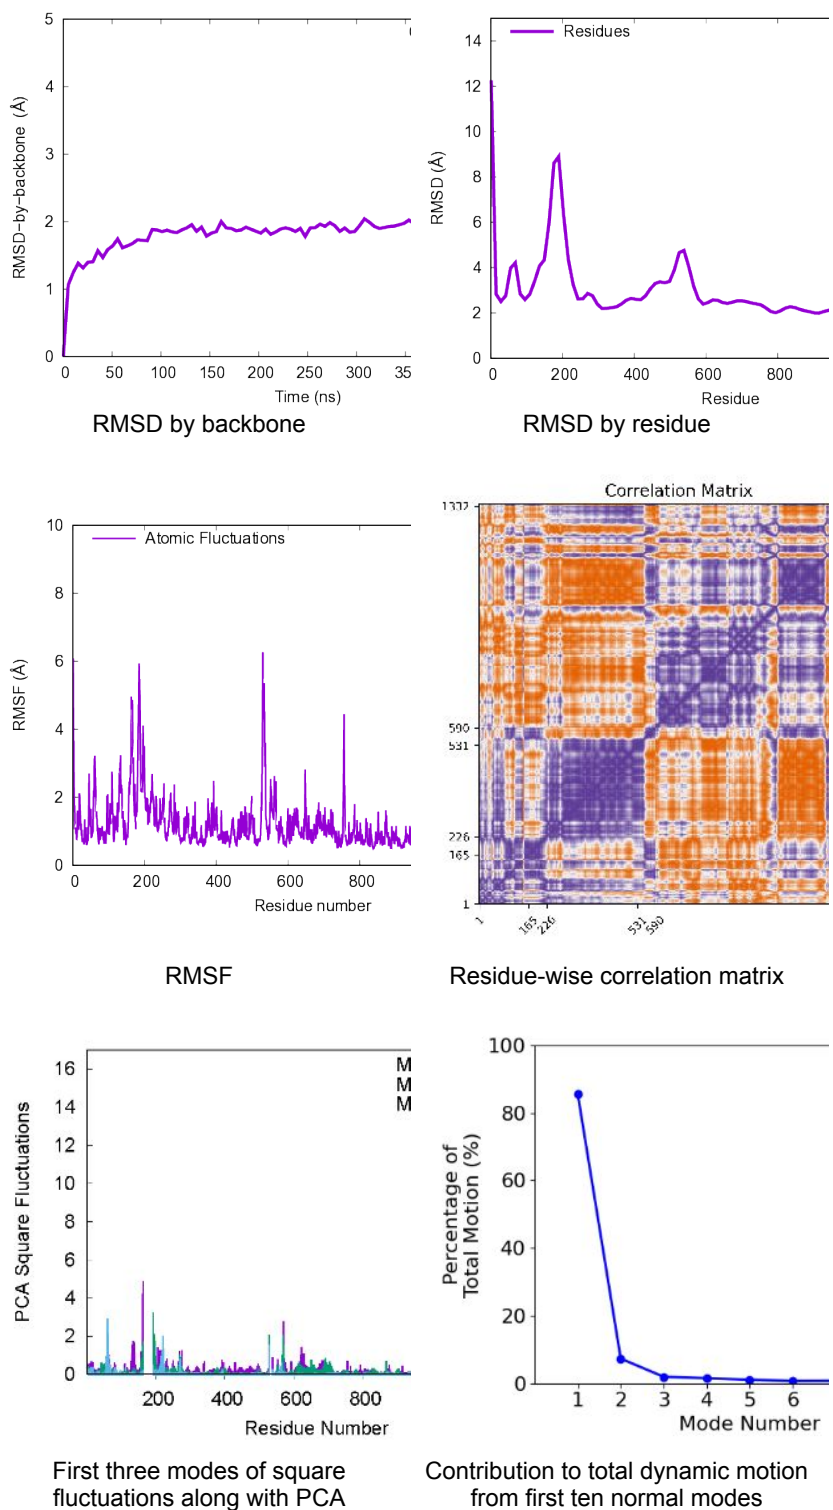 5
4
3
2
1
0
RMSD-by-backbone (Å)
0 50 100 150 200 250 300
Time (ns)
RMSD by backbone
Residues
14
12
10
8
6
4
2
0
RMSD (Å)
0 200 400 600 800
Residue
RMSD by residue
10
8
6
4
2
0
RMSF (Å)
Atomic Fluctuations
0 200 400 600 800
Residue number
RMSF
Correlation Matrix
590
531
226
165
1
1 165 226 531 590
Residue-wise correlation matrix
16
14
12
10
8
6
4
2
0
PCA Square Fluctuations
M
M
M
200 400 600 800
Residue Number
First three modes of square
fluctuations along with PCA
100
80
60
40
20
0
Percentage of
Total Motion (%)
1 2 3 4 5 6
Mode Number
Contribution to total dynamic motion
from first ten normal modes